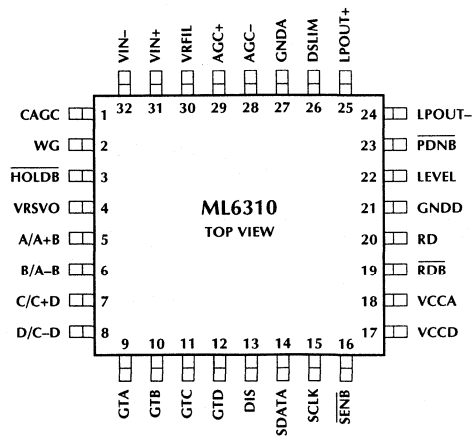 VIN– VIN+ VRFIL AGC+ AGC– GNDA DSLIM LPOUT+
32 31 30 29 28 27 26 25
CAGC 1
WG 2
HOLDB 3
VRSVO 4
A/A+B 5
B/A–B 6
C/C+D 7
D/C–D 8
ML6310
TOP VIEW
24 LPOUT–
23 PDNB
22 LEVEL
21 GNDD
20 RD
19 RDB
18 VCCA
17 VCCD
9 10 11 12 13 14 15 16
GTA GTB GTC GTD DIS SDATA SCLK SENB